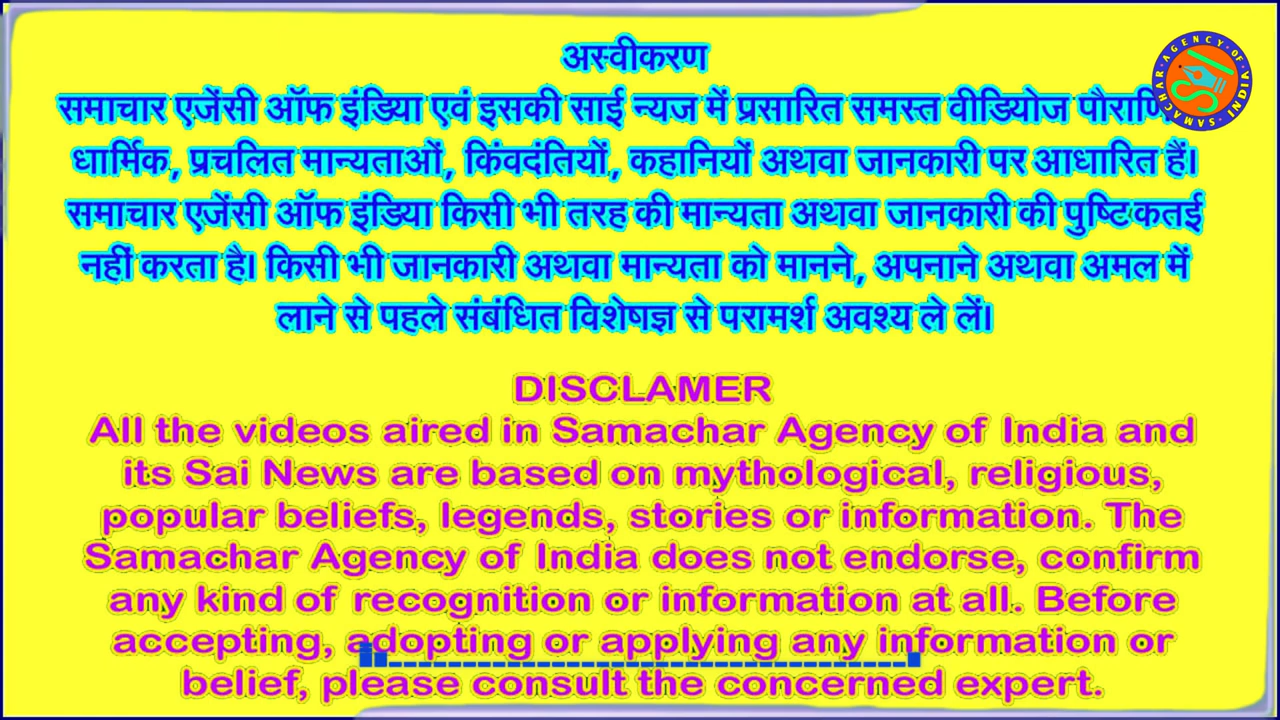 अस्वीकरण
समाचार एजेंसी ऑफ इंडिया एवं इसकी साई न्यज में प्रसारित समस्त वीडियोज
धार्मिक, प्रचलित मान्यताओं, किंवदंतियों, कहानियों अथवा जानकारी पर आधारित हैं।
समाचार एजेंसी ऑफ इंडिया किसी भी तरह की मान्यता अथवा जानकारी की पुष्टि कतई
नहीं करता है। किसी भी जानकारी अथवा मान्यता को मानने, अपनाने अथवा अमल में
लाने से पहले संबंधित विशेषज्ञ से परामर्श अवश्य ले लें।
SAMACHAR AGENCY OF INDIA
DISCLAMER
All the videos aired in Samachar Agency of India and
its Sai News are based on mythological, religious,
popular beliefs, legends, stories or information. The
Samachar Agency of India does not endorse, confirm
any kind of recognition or information at all. Before
accepting, adopting or applying any information or
belief, please consult the concerned expert.